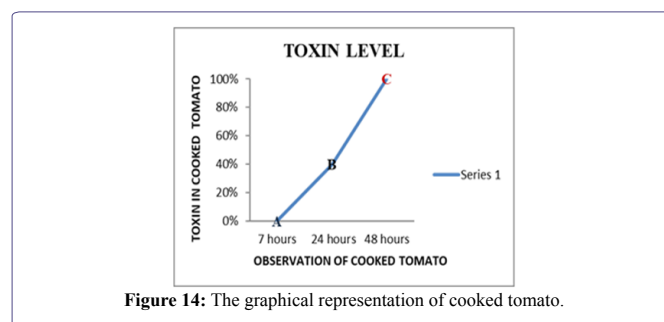 TOXIN LEVEL
TOXIN IN COOKED TOMATO
100%
80%
60%
40%
20%
0%
A
B
C
7 hours 24 hours 48 hours
OBSERVATION OF COOKED TOMATO
Series 1
Figure 14: The graphical representation of cooked tomato.